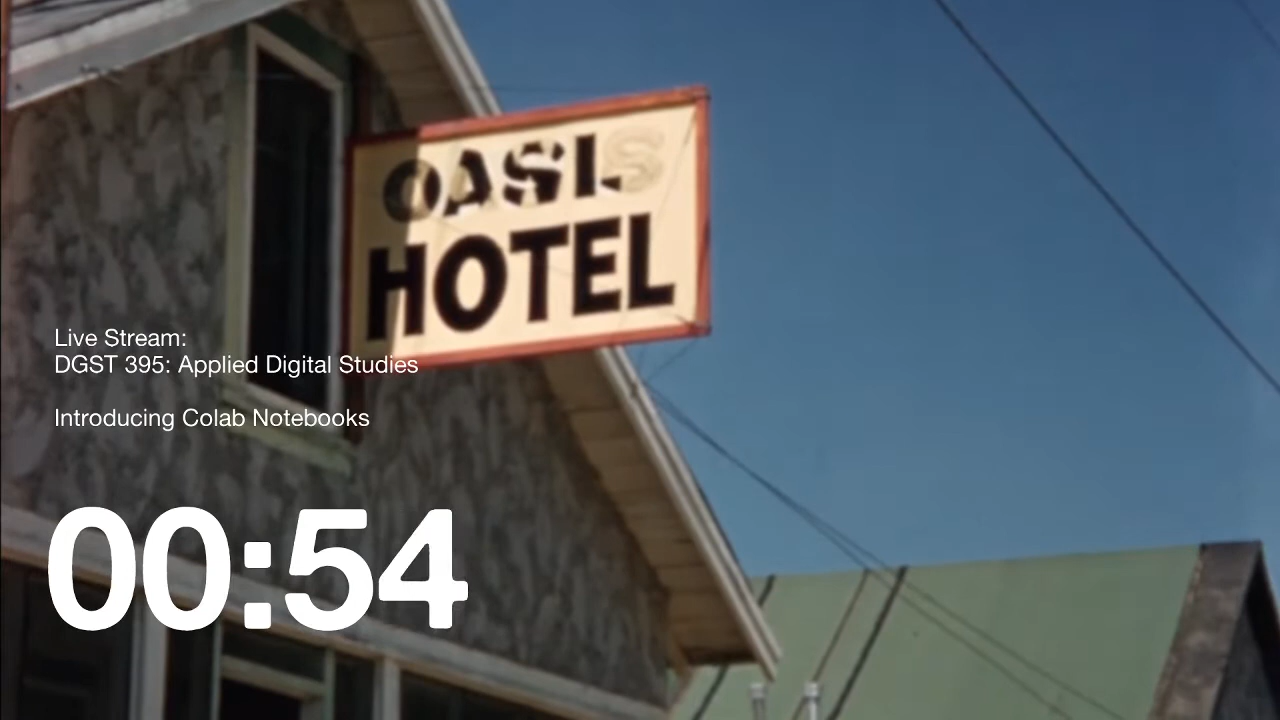 OASIS
HOTEL
Live Stream:
DGST 395: Applied Digital Studies
Introducing Colab Notebooks
00:54